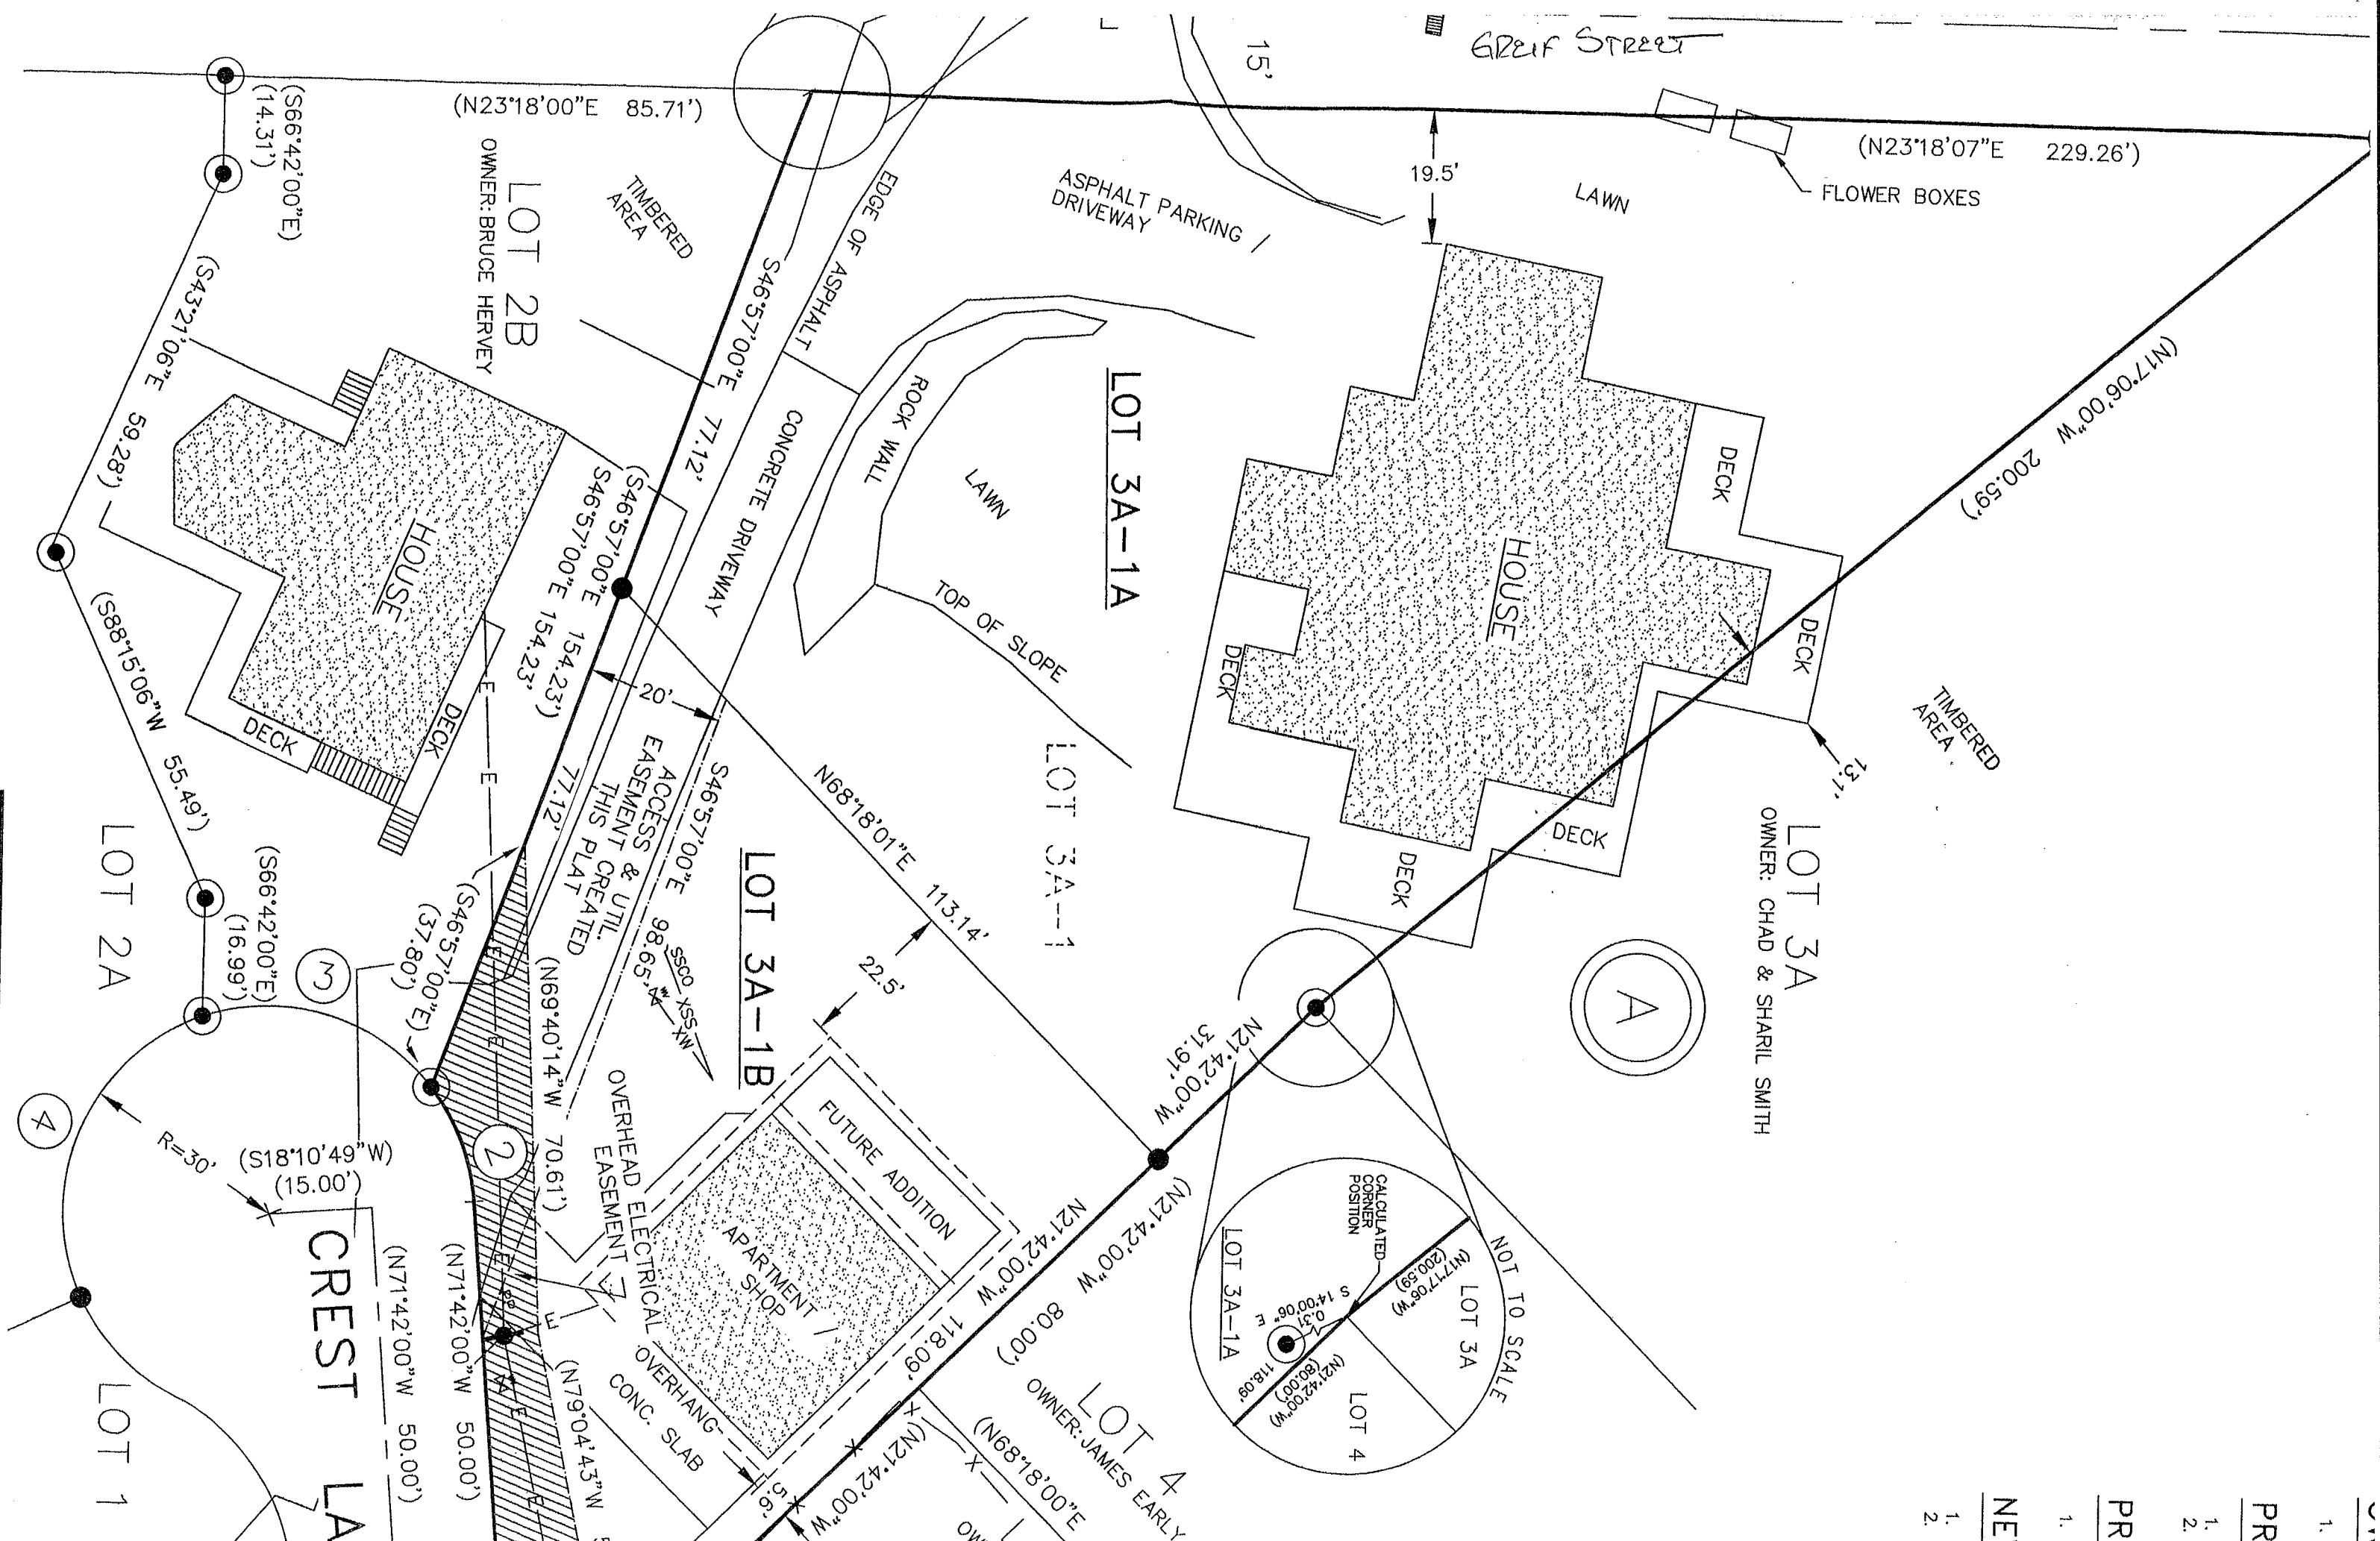 GREIF STREET
15'
(N23°18'00"E 85.71')
(N23°18'07"E 229.26')
FLOWER BOXES
19.5'
LAWN
ASPHALT PARKING /
DRIVEWAY
EDGE OF ASPHALT
TIMBERED
AREA
LOT 2B
OWNER: BRUCE HERVEY
(S66°42'00"E)
(14.31')
(S43°21'06"E 59.28')
S46°57'00"E 77.12'
(N17°06'00"W 200.59')
CONCRETE DRIVEWAY
ROCK WALL
LAWN
LOT 3A-1A
TOP OF SLOPE
HOUSE
DECK
DECK
DECK
DECK
DECK
13.1'
TIMBERED
AREA
HOUSE
DECK
DECK
(S46°57'00"E 154.23')
S46°57'00"E 154.23'
20'
77.12'
ACCESS & UTIL.
EASEMENT CREATED
THIS PLAT
S46°57'00"E 98.65'
N68°18'01"E 113.14'
LOT 3A-1
LOT 3A
OWNER: CHAD & SHARIL SMITH
A
(S88°15'06"W 55.49')
LOT 2A
(S66°42'00"E)
(16.99')
3
(S46°57'00"E)
(37.80')
LOT 3A-1B
SSCO XSS
XW
22.5'
N21°42'00"W
31.91'
(N69°40'14"W 70.61')
4
R=30'
(S18°10'49"W)
(15.00')
2
OVERHEAD ELECTRICAL
EASEMENT
FUTURE ADDITION
APARTMENT /
SHOP
N21°42'00"W 118.09'
(N21°42'00"W 80.00')
CALCULATED
CORNER
POSITION
LOT 3A-1A
S 14°00'06" E
0.31'
(N17°17'06"W)
(200.59)
LOT 3A
(N21°42'00"W)
(80.00')
118.09'
LOT 4
NOT TO SCALE
CREST LA
(N71°42'00"W 50.00')
(N71°42'00"W 50.00')
LOT 1
E
E
E
E
E
E
E
(N79°04'43"W
OVERHANG
CONC. SLAB
5.6'
X
X
X
X
(N21°42'00"W
(N68°18'00"E
LOT 4
OWNER: JAMES EARLY
OW
NE
1.
2.
PR
1.
PR
1.
2.
1.